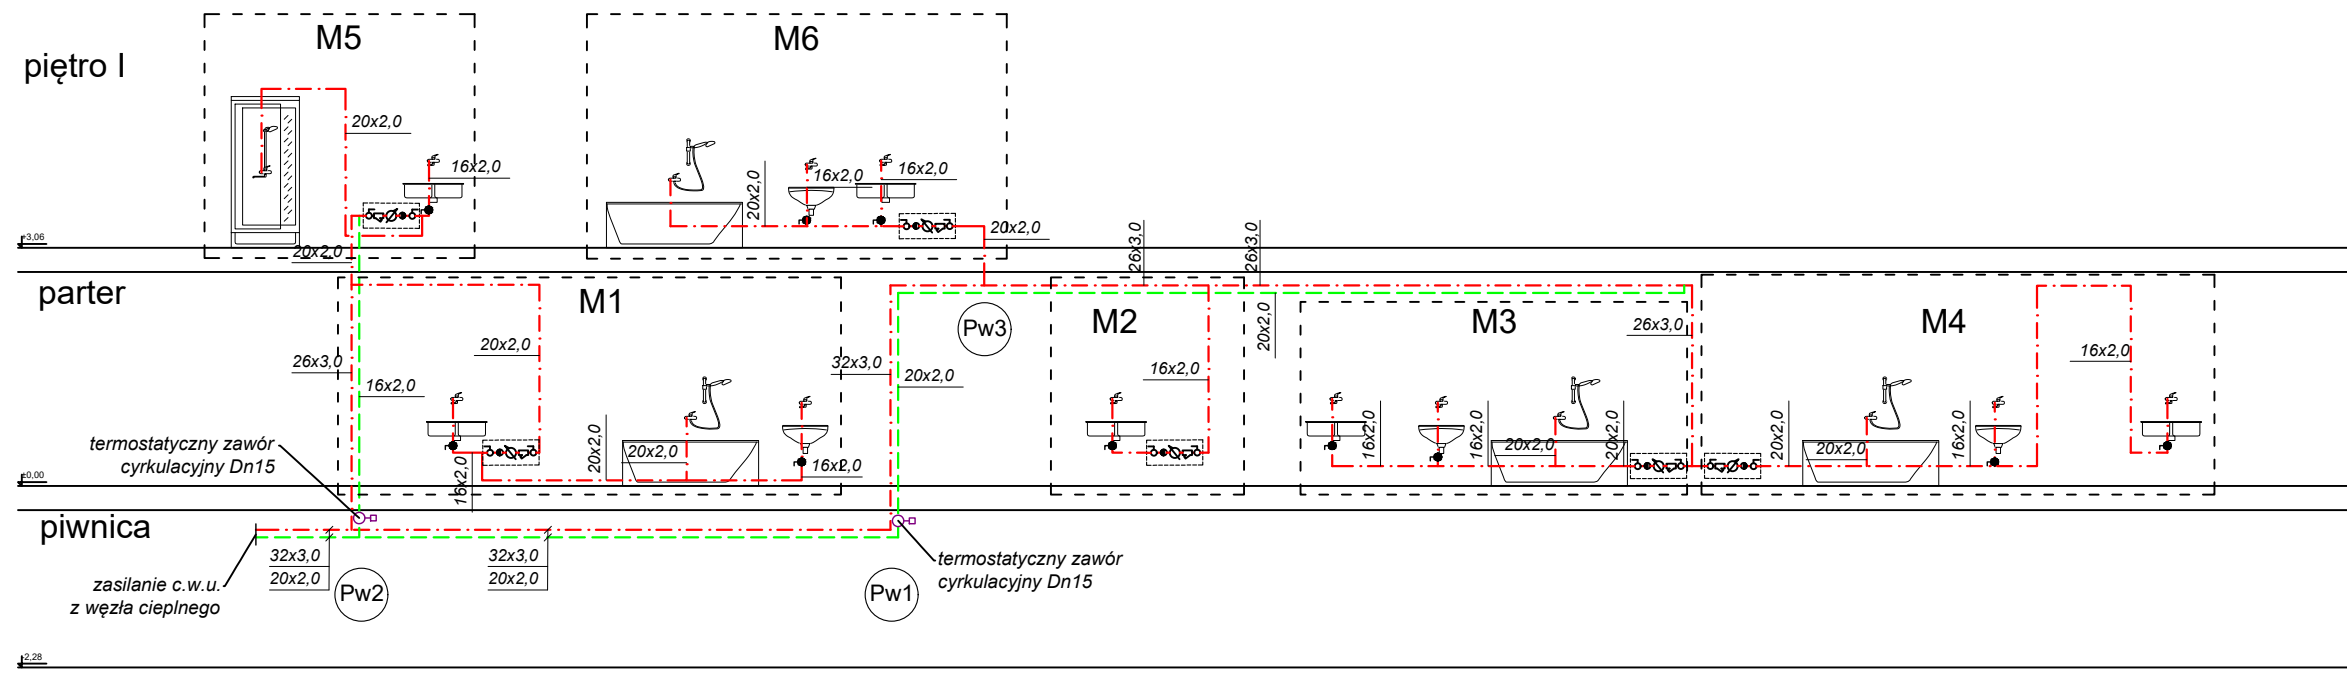 M5
M6
piętro I
20x2,0
16x2,0
20x2,0
16x2,0
16x2,0
+3,06
20x2,0
20x2,0
26x3,0
26x3,0
parter
M1
Pw3
M2
M3
M4
20x2,0
26x3,0
20x2,0
16x2,0
26x3,0
32x3,0
20x2,0
16x2,0
16x2,0
20x2,0
20x2,0
16x2,0
16x2,0
16x2,0
16x2,0
20x2,0
20x2,0
20x2,0
20x2,0
16x2,0
termostatyczny zawór
cyrkulacyjny Dn15
±0,00
piwnica
32x3,0
20x2,0
32x3,0
20x2,0
termostatyczny zawór
cyrkulacyjny Dn15
zasilanie c.w.u.
z węzła cieplnego
Pw2
Pw1
-2,28